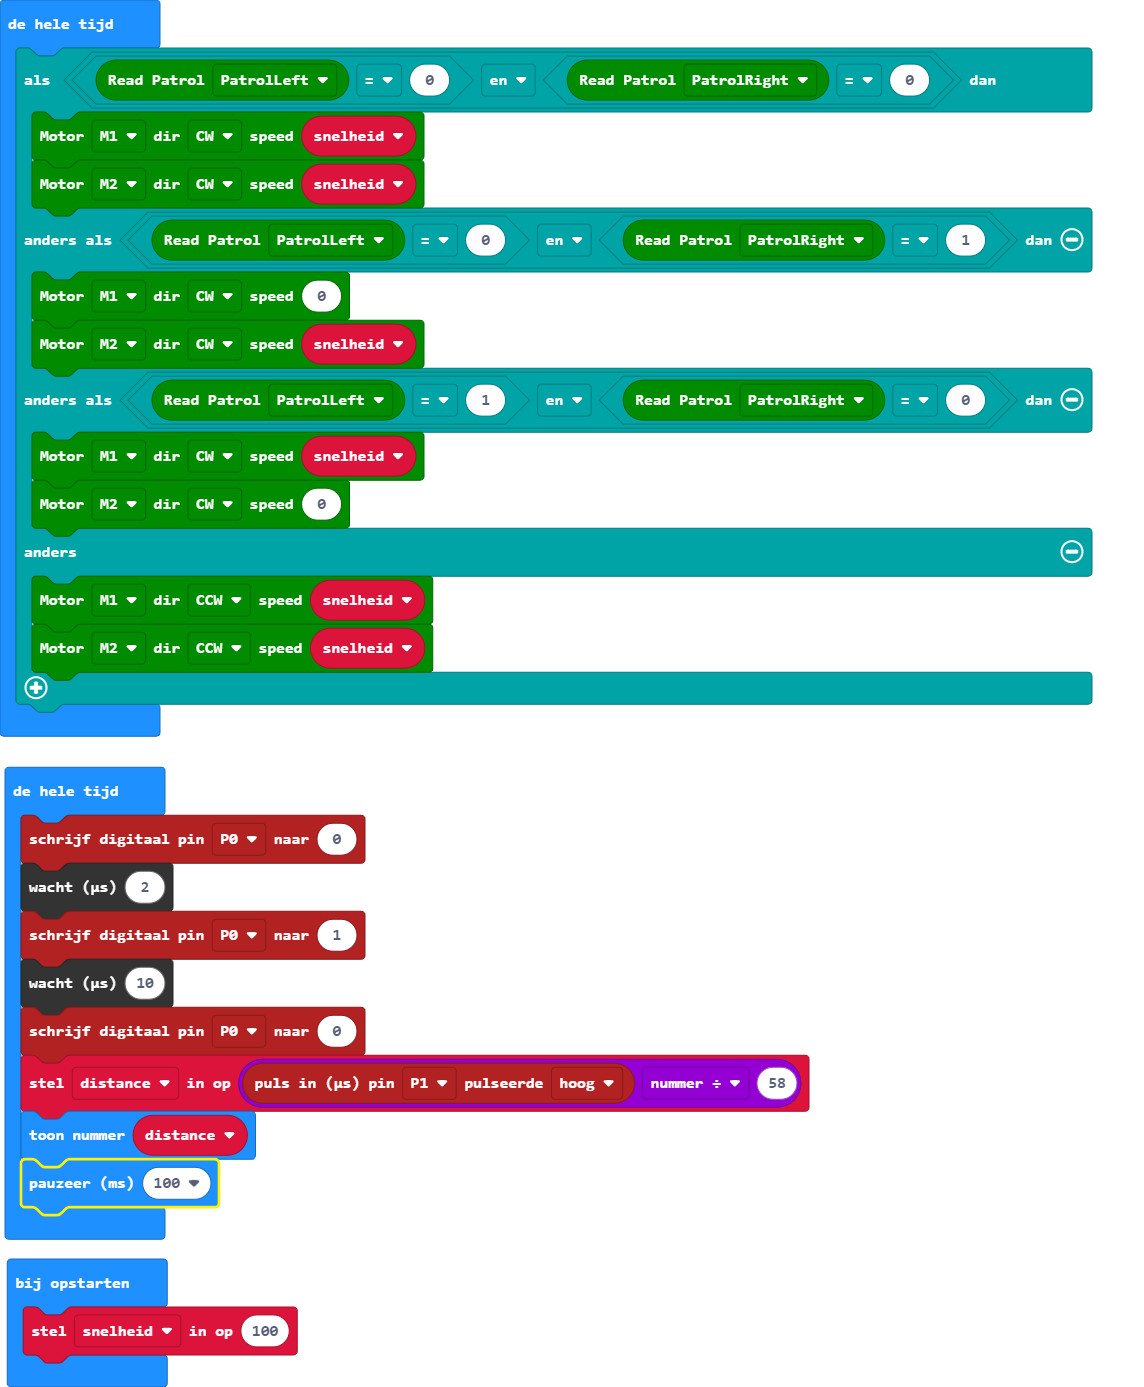 de hele tijd
als Read Patrol PatrolLeft = 0 en Read Patrol PatrolRight = 0 dan
Motor M1 dir CW speed snelheid
Motor M2 dir CW speed snelheid
anders als Read Patrol PatrolLeft = 0 en Read Patrol PatrolRight = 1 dan
Motor M1 dir CW speed 0
Motor M2 dir CW speed snelheid
anders als Read Patrol PatrolLeft = 1 en Read Patrol PatrolRight = 0 dan
Motor M1 dir CW speed snelheid
Motor M2 dir CW speed 0
anders
Motor M1 dir CCW speed snelheid
Motor M2 dir CCW speed snelheid
de hele tijd
schrijf digitaal pin P0 naar 0
wacht (µs) 2
schrijf digitaal pin P0 naar 1
wacht (µs) 10
schrijf digitaal pin P0 naar 0
stel distance in op puls in (µs) pin P1 pulseerde hoog nummer ÷ 58
toon nummer distance
pauzeer (ms) 100
bij opstarten
stel snelheid in op 100